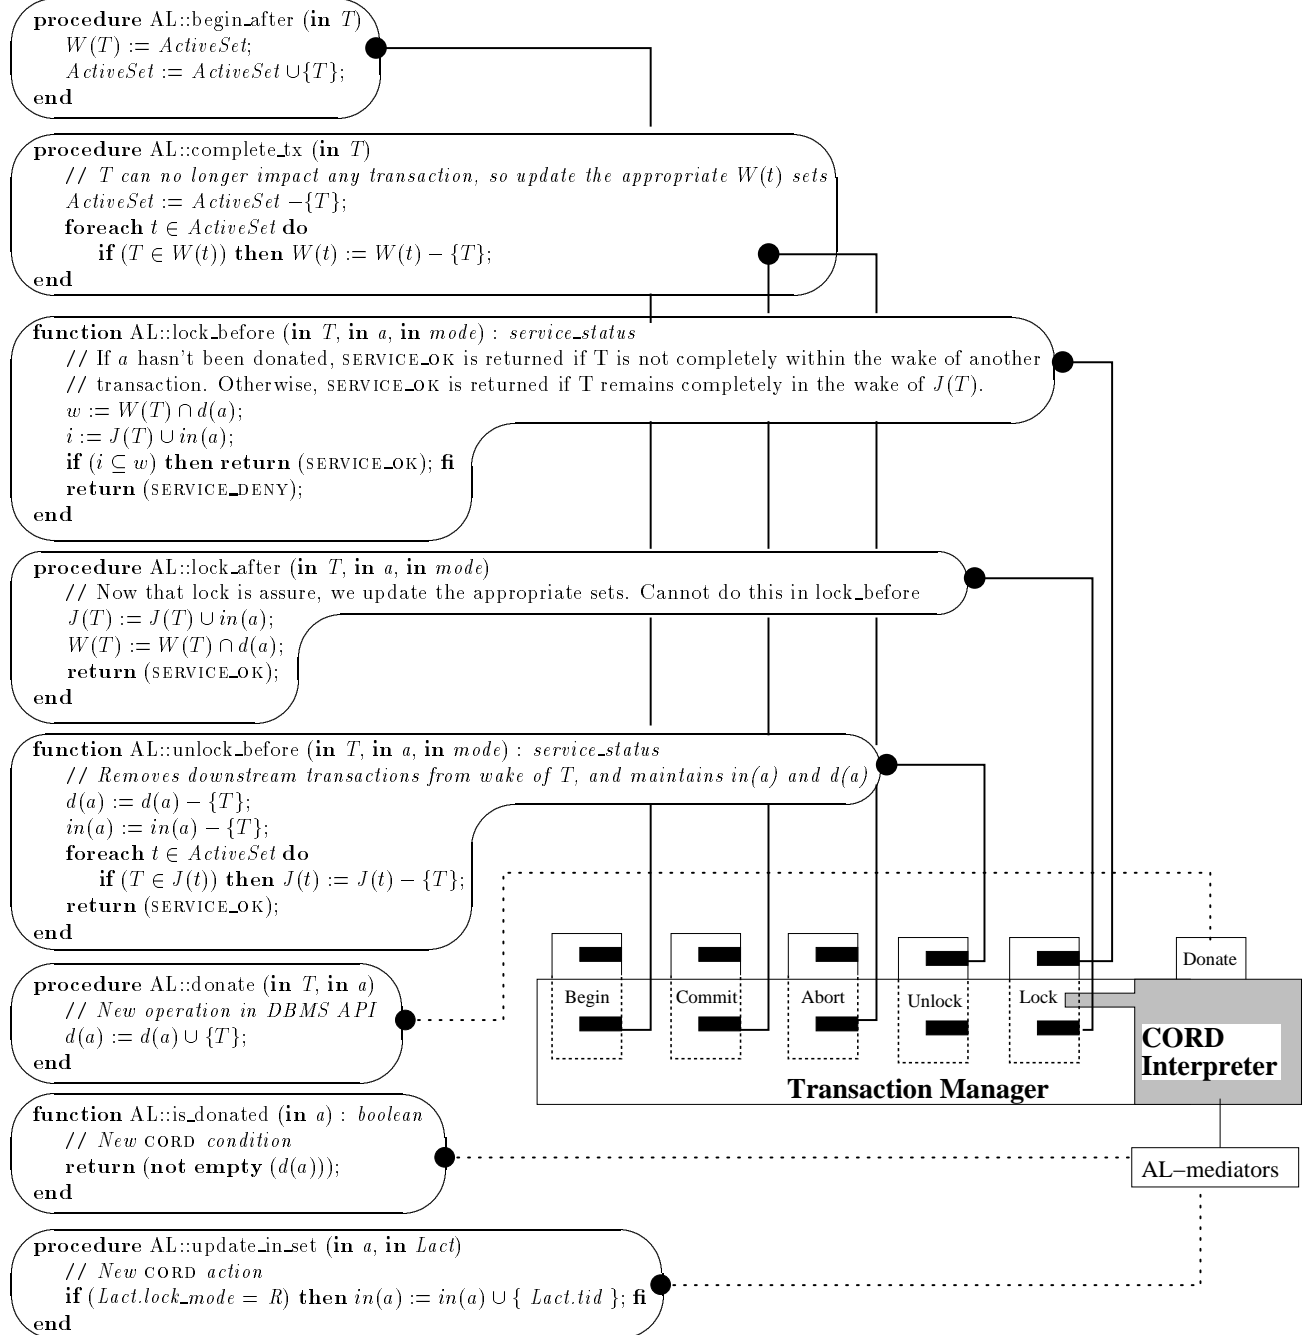 procedure AL::begin_after (in T)
W(T) := ActiveSet;
ActiveSet := ActiveSet ∪{T};
end
procedure AL::complete_tx (in T)
// T can no longer impact any transaction, so update the appropriate W(t) sets
ActiveSet := ActiveSet −{T};
foreach t ∈ ActiveSet do
if (T ∈ W(t)) then W(t) := W(t) − {T};
end
function AL::lock_before (in T, in a, in mode) : service_status
// If a hasn't been donated, SERVICE_OK is returned if T is not completely within the wake of another
// transaction. Otherwise, SERVICE_OK is returned if T remains completely in the wake of J(T).
w := W(T) ∩ d(a);
i := J(T) ∪ in(a);
if (i ⊆ w) then return (SERVICE_OK); fi
return (SERVICE_DENY);
end
procedure AL::lock_after (in T, in a, in mode)
// Now that lock is assure, we update the appropriate sets. Cannot do this in lock_before
J(T) := J(T) ∪ in(a);
W(T) := W(T) ∩ d(a);
return (SERVICE_OK);
end
function AL::unlock_before (in T, in a, in mode) : service_status
// Removes downstream transactions from wake of T, and maintains in(a) and d(a)
d(a) := d(a) − {T};
in(a) := in(a) − {T};
foreach t ∈ ActiveSet do
if (T ∈ J(t)) then J(t) := J(t) − {T};
return (SERVICE_OK);
end
procedure AL::donate (in T, in a)
// New operation in DBMS API
d(a) := d(a) ∪ {T};
end
function AL::is_donated (in a) : boolean
// New CORD condition
return (not empty (d(a)));
end
procedure AL::update_in_set (in a, in Lact)
// New CORD action
if (Lact.lock_mode = R) then in(a) := in(a) ∪ { Lact.tid }; fi
end
Donate
Begin
Commit
Abort
Unlock
Lock
CORD
Interpreter
Transaction Manager
AL−mediators